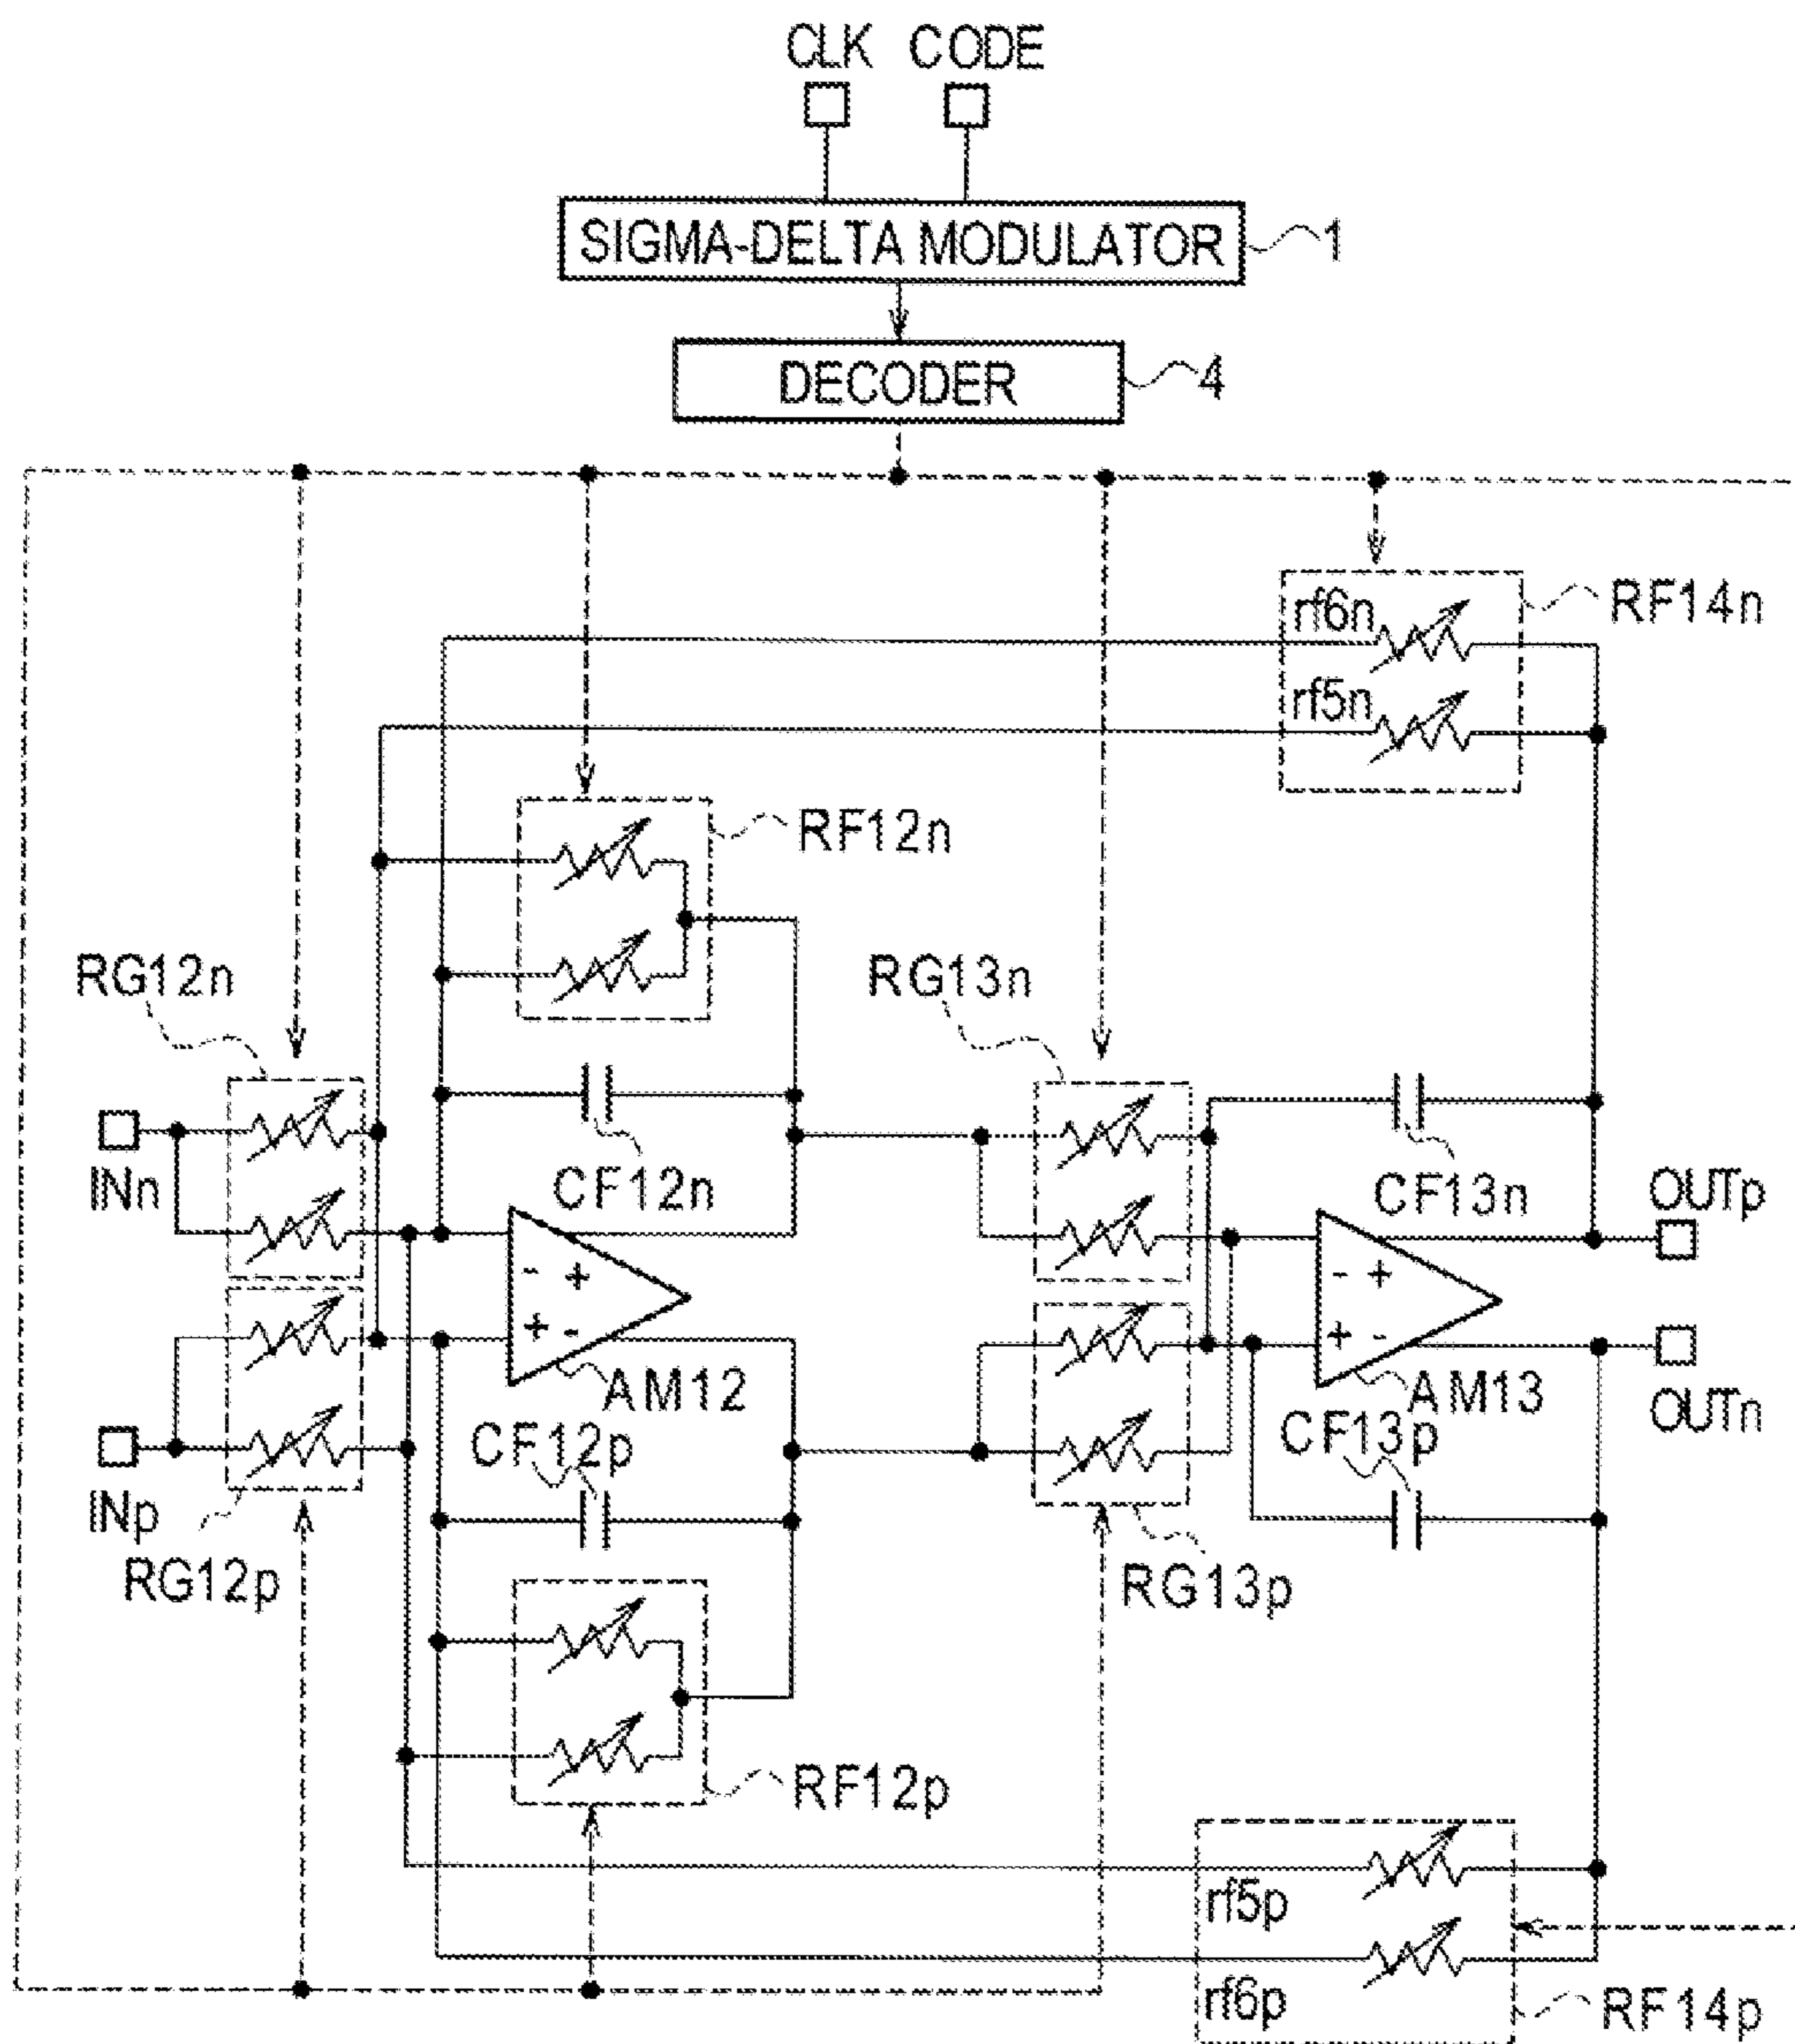 CLK CODE
SIGMA-DELTA MODULATOR 1
DECODER 4
rf6n RF14n
rf5n
RF12n
RG12n RG13n
INn CF12n CF13n OUTp
- + - +
+ - + -
AM12 AM13 OUTn
CF12p CF13p
INp
RG12p RG13p
RF12p
rf5p
rf6p RF14p